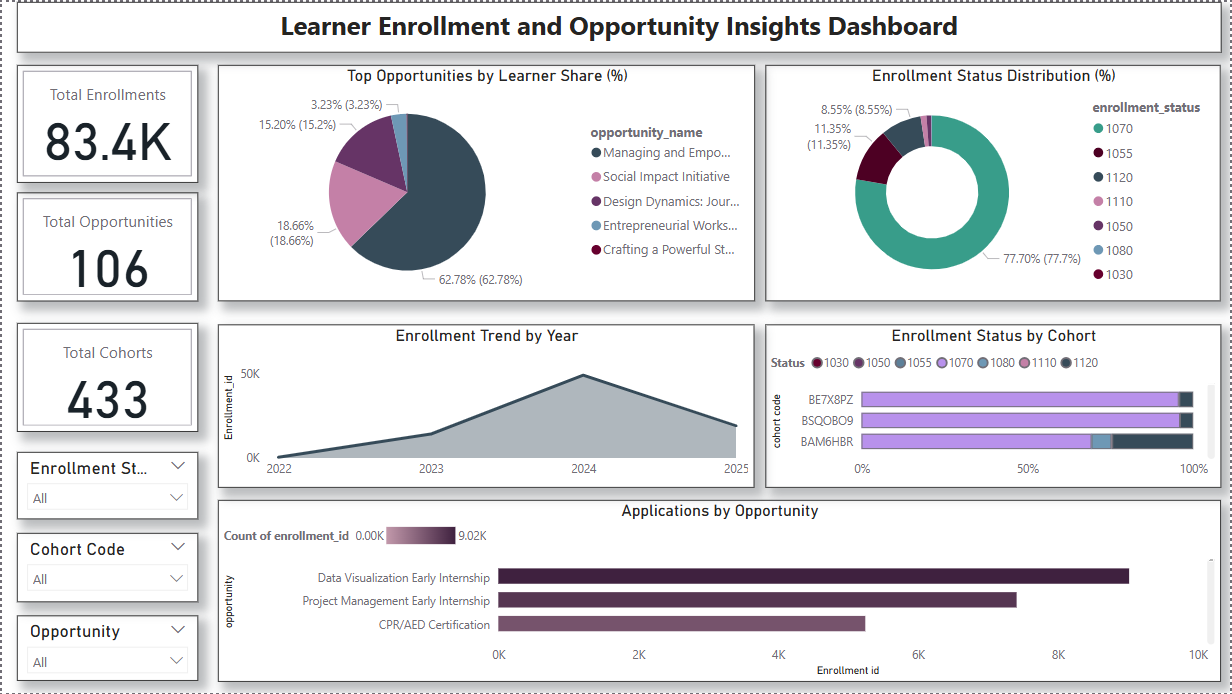 Learner Enrollment and Opportunity Insights Dashboard
Total Enrollments
83.4K
Total Opportunities
106
Total Cohorts
433
Enrollment St...
All
Cohort Code
All
Opportunity
All
Top Opportunities by Learner Share (%)
3.23% (3.23%)
15.20% (15.2%)
18.66%
(18.66%)
62.78% (62.78%)
opportunity_name
Managing and Empo...
Social Impact Initiative
Design Dynamics: Jour...
Entrepreneurial Works...
Crafting a Powerful St...
Enrollment Status Distribution (%)
8.55% (8.55%)
11.35%
(11.35%)
77.70% (77.7%)
enrollment_status
1070
1055
1120
1110
1050
1080
1030
Enrollment Trend by Year
Enrollment_id
50K
0K
2022 2023 2024 2025
Enrollment Status by Cohort
Status 1030 1050 1055 1070 1080 1110 1120
cohort code
BE7X8PZ
BSQOBO9
BAM6HBR
0% 50% 100%
Applications by Opportunity
Count of enrollment_id 0.00K 9.02K
opportunity
Data Visualization Early Internship
Project Management Early Internship
CPR/AED Certification
0K 2K 4K 6K 8K 10K
Enrollment id